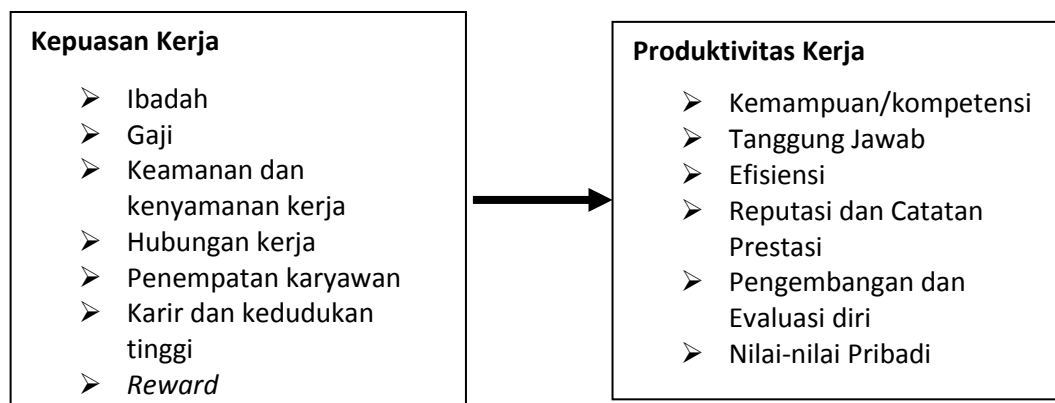 Kepuasan Kerja
➢ Ibadah
➢ Gaji
➢ Keamanan dan
kenyamanan kerja
➢ Hubungan kerja
➢ Penempatan karyawan
➢ Karir dan kedudukan
tinggi
➢ Reward
Produktivitas Kerja
➢ Kemampuan/kompetensi
➢ Tanggung Jawab
➢ Efisiensi
➢ Reputasi dan Catatan
Prestasi
➢ Pengembangan dan
Evaluasi diri
➢ Nilai-nilai Pribadi